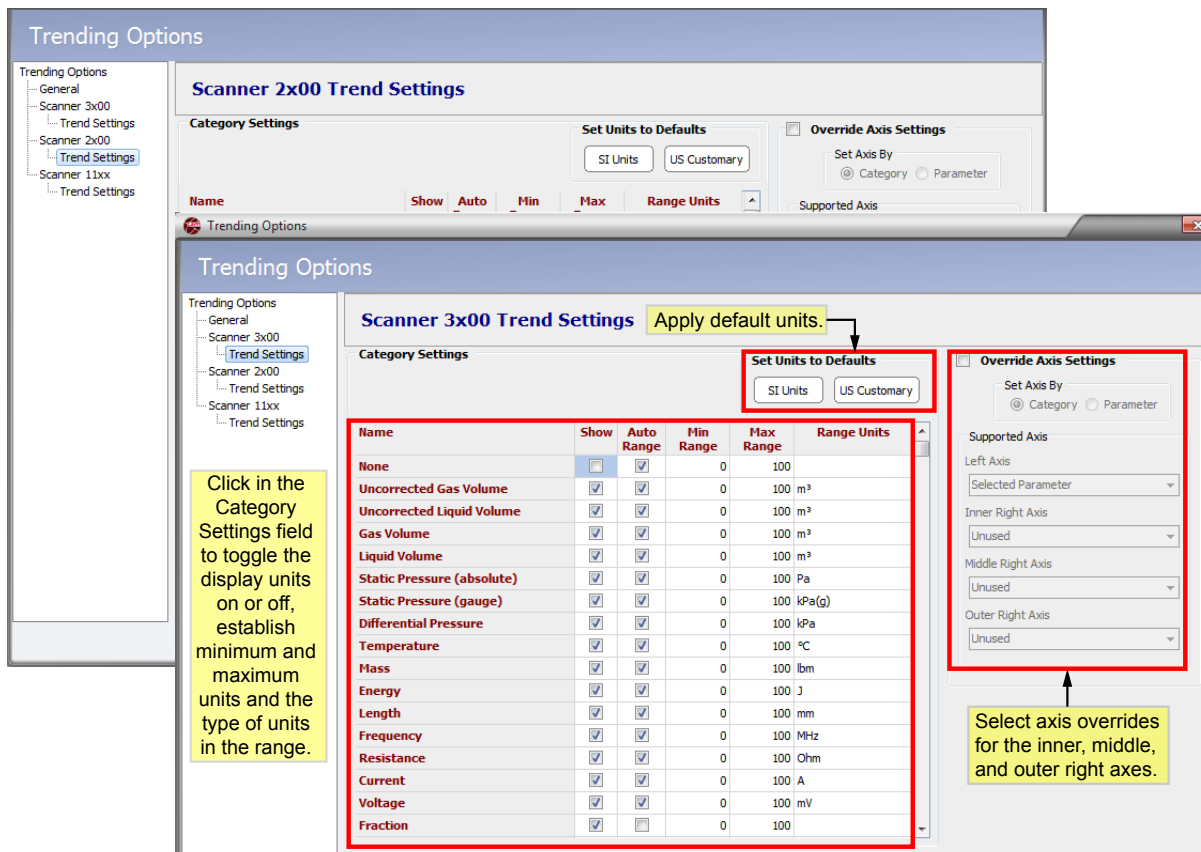 Trending Options
Trending Options
General
Scanner 3x00
Trend Settings
Scanner 2x00
Trend Settings
Scanner 11xx
Trend Settings
Scanner 2x00 Trend Settings
Category Settings
Set Units to Defaults
SI Units US Customary
Override Axis Settings
Set Axis By
Category Parameter
Supported Axis
Name Show Auto Min Max Range Units
Trending Options
Trending Options
Trending Options
General
Scanner 3x00
Trend Settings
Scanner 2x00
Trend Settings
Scanner 11xx
Trend Settings
Click in the
Category
Settings field
to toggle the
display units
on or off,
establish
minimum and
maximum
units and the
type of units
in the range.
Scanner 3x00 Trend Settings
Apply default units.
Category Settings
Set Units to Defaults
SI Units US Customary
Name Show Auto Range Min Range Max Range Range Units
None 0 100
Uncorrected Gas Volume 0 100 m³
Uncorrected Liquid Volume 0 100 m³
Gas Volume 0 100 m³
Liquid Volume 0 100 m³
Static Pressure (absolute) 0 100 Pa
Static Pressure (gauge) 0 100 kPa(g)
Differential Pressure 0 100 kPa
Temperature 0 100 °C
Mass 0 100 lbm
Energy 0 100 J
Length 0 100 mm
Frequency 0 100 MHz
Resistance 0 100 Ohm
Current 0 100 A
Voltage 0 100 mV
Fraction 0 100
Override Axis Settings
Set Axis By
Category Parameter
Supported Axis
Left Axis
Selected Parameter
Inner Right Axis
Unused
Middle Right Axis
Unused
Outer Right Axis
Unused
Select axis overrides
for the inner, middle,
and outer right axes.